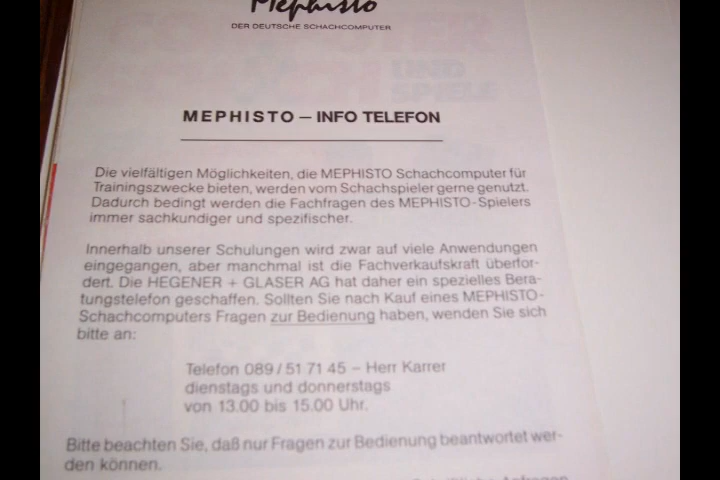 Mephisto
DER DEUTSCHE SCHACHCOMPUTER
UND
SPIELE
MEPHISTO – INFO TELEFON
Die vielfältigen Möglichkeiten, die MEPHISTO Schachcomputer für
Trainingszwecke bieten, werden vom Schachspieler gerne genutzt.
Dadurch bedingt werden die Fachfragen des MEPHISTO-Spielers
immer sachkundiger und spezifischer.
Innerhalb unserer Schulungen wird zwar auf viele Anwendungen
eingegangen, aber manchmal ist die Fachverkaufskraft überfor-
dert. Die HEGENER + GLASER AG hat daher ein spezielles Bera-
tungstelefon geschaffen. Sollten Sie nach Kauf eines MEPHISTO-
Schachcomputers Fragen zur Bedienung haben, wenden Sie sich
bitte an:
Telefon 089/51 71 45 – Herr Karrer
dienstags und donnerstags
von 13.00 bis 15.00 Uhr.
Bitte beachten Sie, daß nur Fragen zur Bedienung beantwortet wer-
den können.